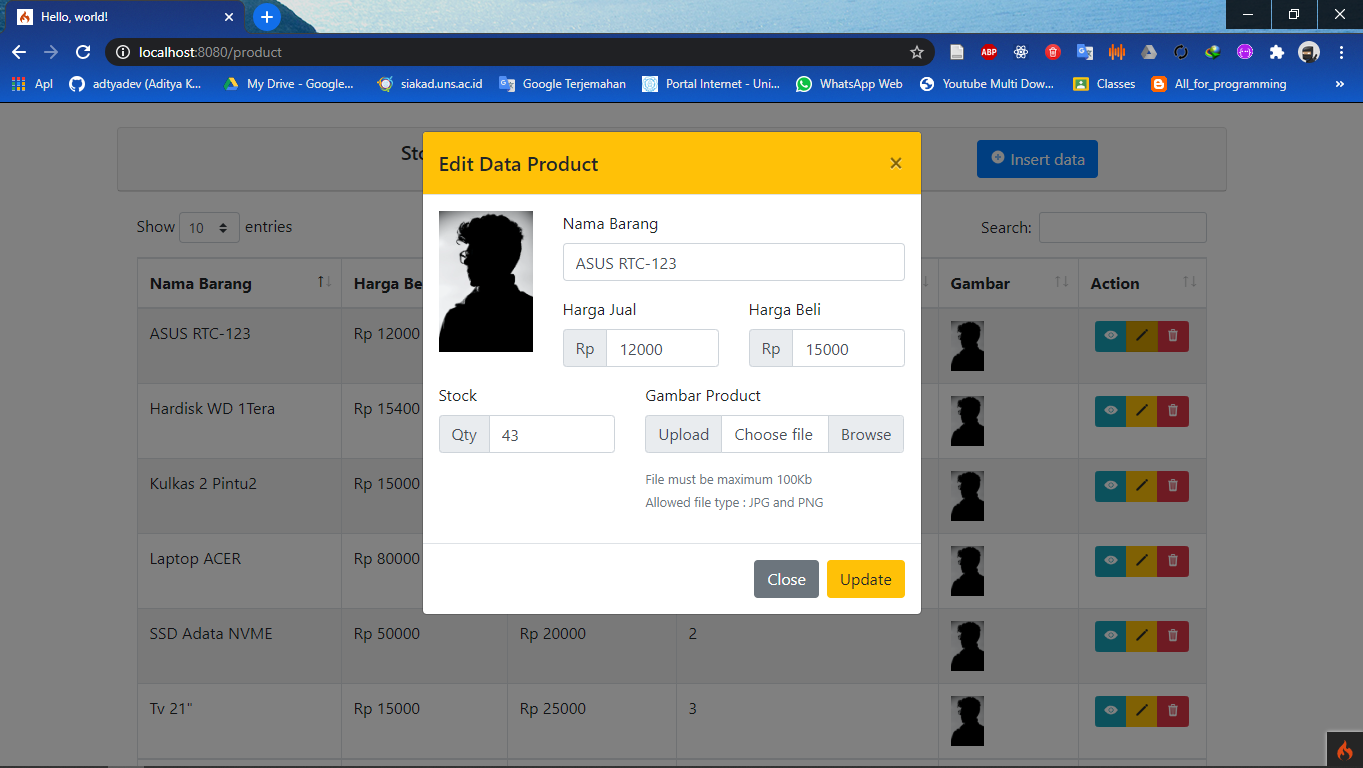 Hello, world!
localhost:8080/product
ABP
Apl
adtyadev (Aditya K...
My Drive - Google...
siakad.uns.ac.id
Google Terjemahan
Portal Internet - Uni...
WhatsApp Web
Youtube Multi Dow...
Classes
All_for_programming
»
Insert data
Show 10 entries
Search:
Nama Barang
Harga Be
Gambar
Action
ASUS RTC-123
Rp 12000
Hardisk WD 1Tera
Rp 15400
Kulkas 2 Pintu2
Rp 15000
Laptop ACER
Rp 80000
SSD Adata NVME
Rp 50000
Rp 20000
2
Tv 21"
Rp 15000
Rp 25000
3
Edit Data Product
×
Nama Barang
ASUS RTC-123
Harga Jual
Harga Beli
Rp 12000
Rp 15000
Stock
Gambar Product
Qty 43
Upload Choose file Browse
File must be maximum 100Kb
Allowed file type : JPG and PNG
Close
Update